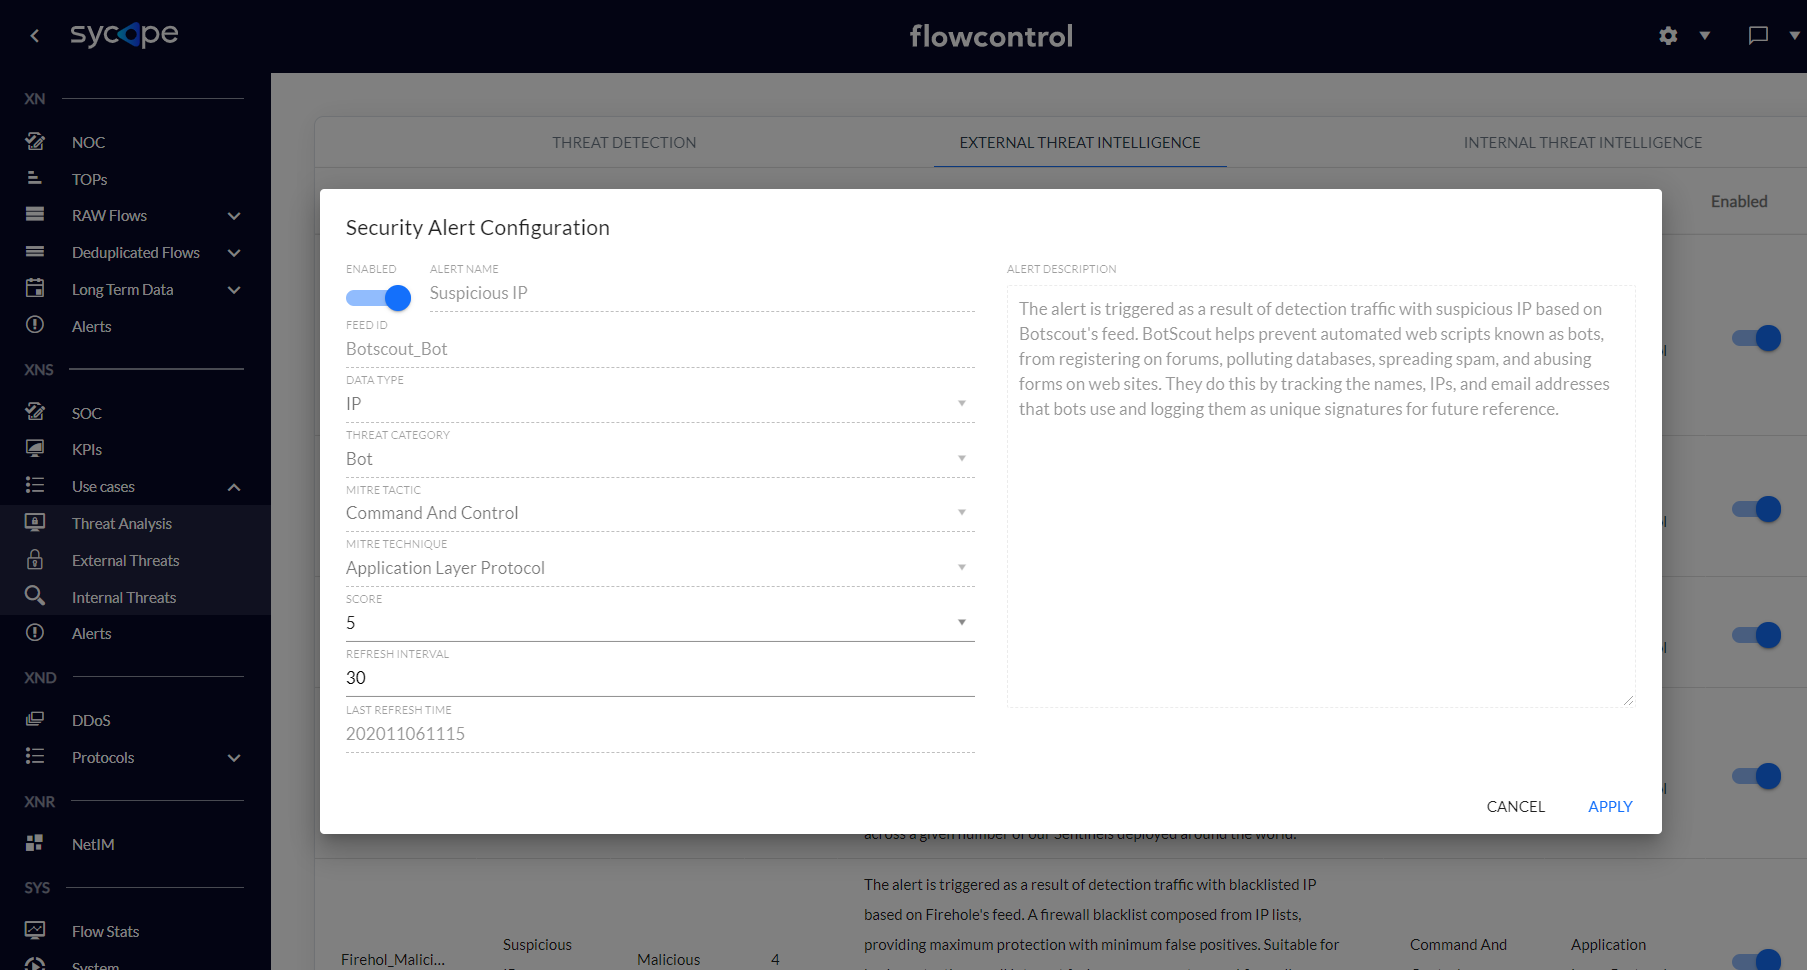 sycope
flowcontrol
XN
NOC
TOPs
RAW Flows
Deduplicated Flows
Long Term Data
Alerts
XNS
SOC
KPIs
Use cases
Threat Analysis
External Threats
Internal Threats
Alerts
XND
DDoS
Protocols
XNR
NetIM
SYS
Flow Stats
System
THREAT DETECTION
EXTERNAL THREAT INTELLIGENCE
INTERNAL THREAT INTELLIGENCE
Enabled
Security Alert Configuration
ENABLED
ALERT NAME
Suspicious IP
FEED ID
Botscout_Bot
DATA TYPE
IP
THREAT CATEGORY
Bot
MITRE TACTIC
Command And Control
MITRE TECHNIQUE
Application Layer Protocol
SCORE
5
REFRESH INTERVAL
30
LAST REFRESH TIME
202011061115
ALERT DESCRIPTION
The alert is triggered as a result of detection traffic with suspicious IP based on
Botscout's feed. BotScout helps prevent automated web scripts known as bots,
from registering on forums, polluting databases, spreading spam, and abusing
forms on web sites. They do this by tracking the names, IPs, and email addresses
that bots use and logging them as unique signatures for future reference.
CANCEL
APPLY
across a given number of our Sentinels deployed around the world.
The alert is triggered as a result of detection traffic with blacklisted IP
based on Firehole's feed. A firewall blacklist composed from IP lists,
providing maximum protection with minimum false positives. Suitable for
Firehol_Malici...
Suspicious
Malicious
4
Command And
Application